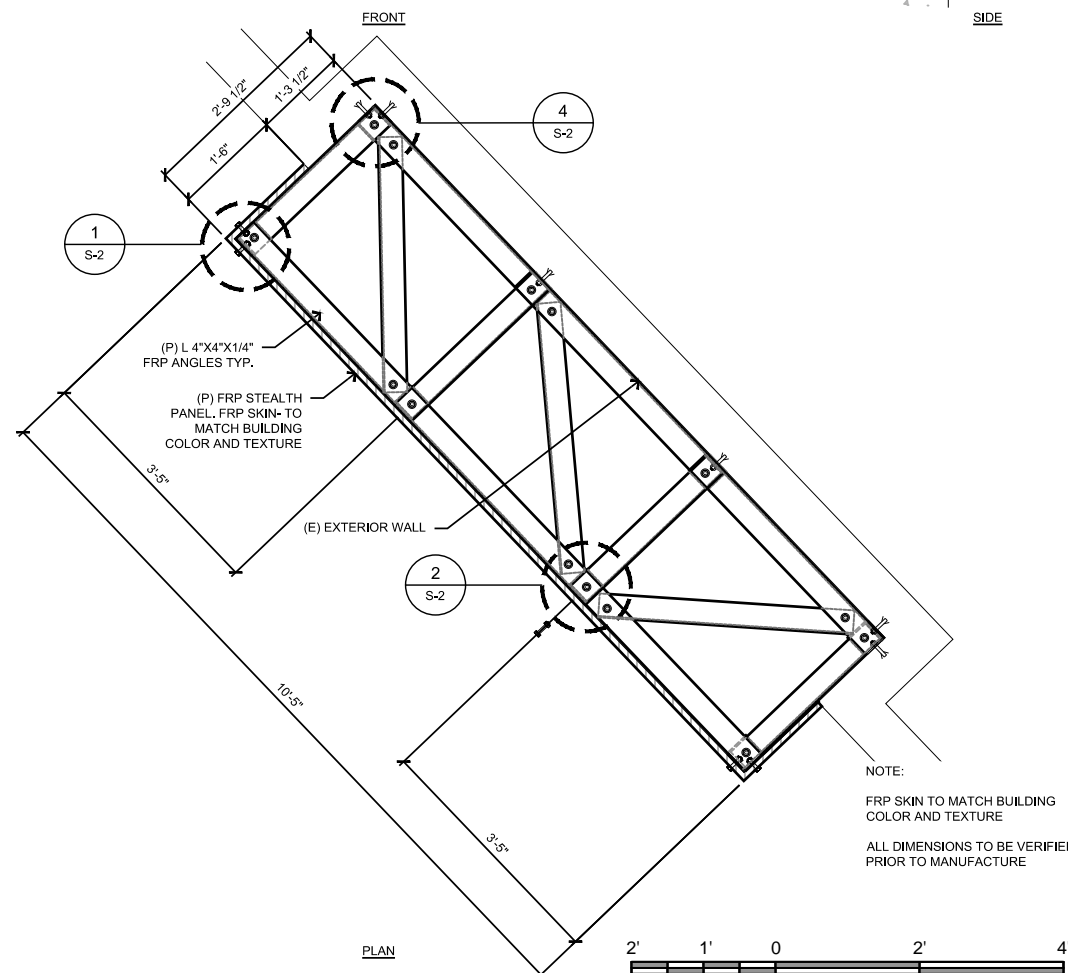 FRONT
SIDE
2'-9 1/2"
1'-3 1/2"
1'-6"
4
S-2
1
S-2
(P) L 4"X4"X1/4"
FRP ANGLES TYP.
(P) FRP STEALTH
PANEL. FRP SKIN- TO
MATCH BUILDING
COLOR AND TEXTURE
3'-5"
(E) EXTERIOR WALL
2
S-2
10'-5"
3'-5"
NOTE:
FRP SKIN TO MATCH BUILDING
COLOR AND TEXTURE
ALL DIMENSIONS TO BE VERIFIE
PRIOR TO MANUFACTURE
PLAN
2' 1' 0 2' 4'